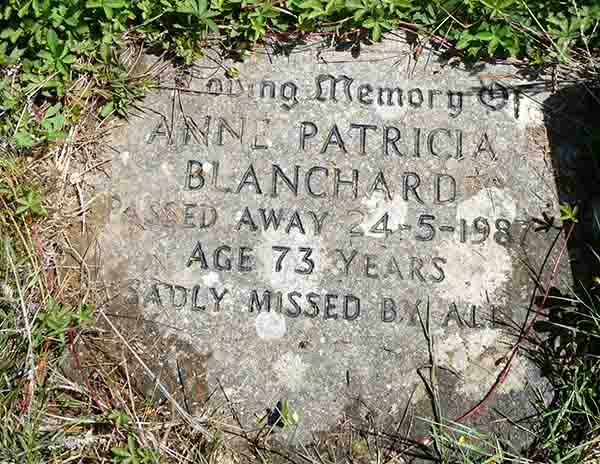 Loving Memory Of
ANNE PATRICIA
BLANCHARD
PASSED AWAY 24-5-1987
AGE 73 YEARS
SADLY MISSED BY ALL